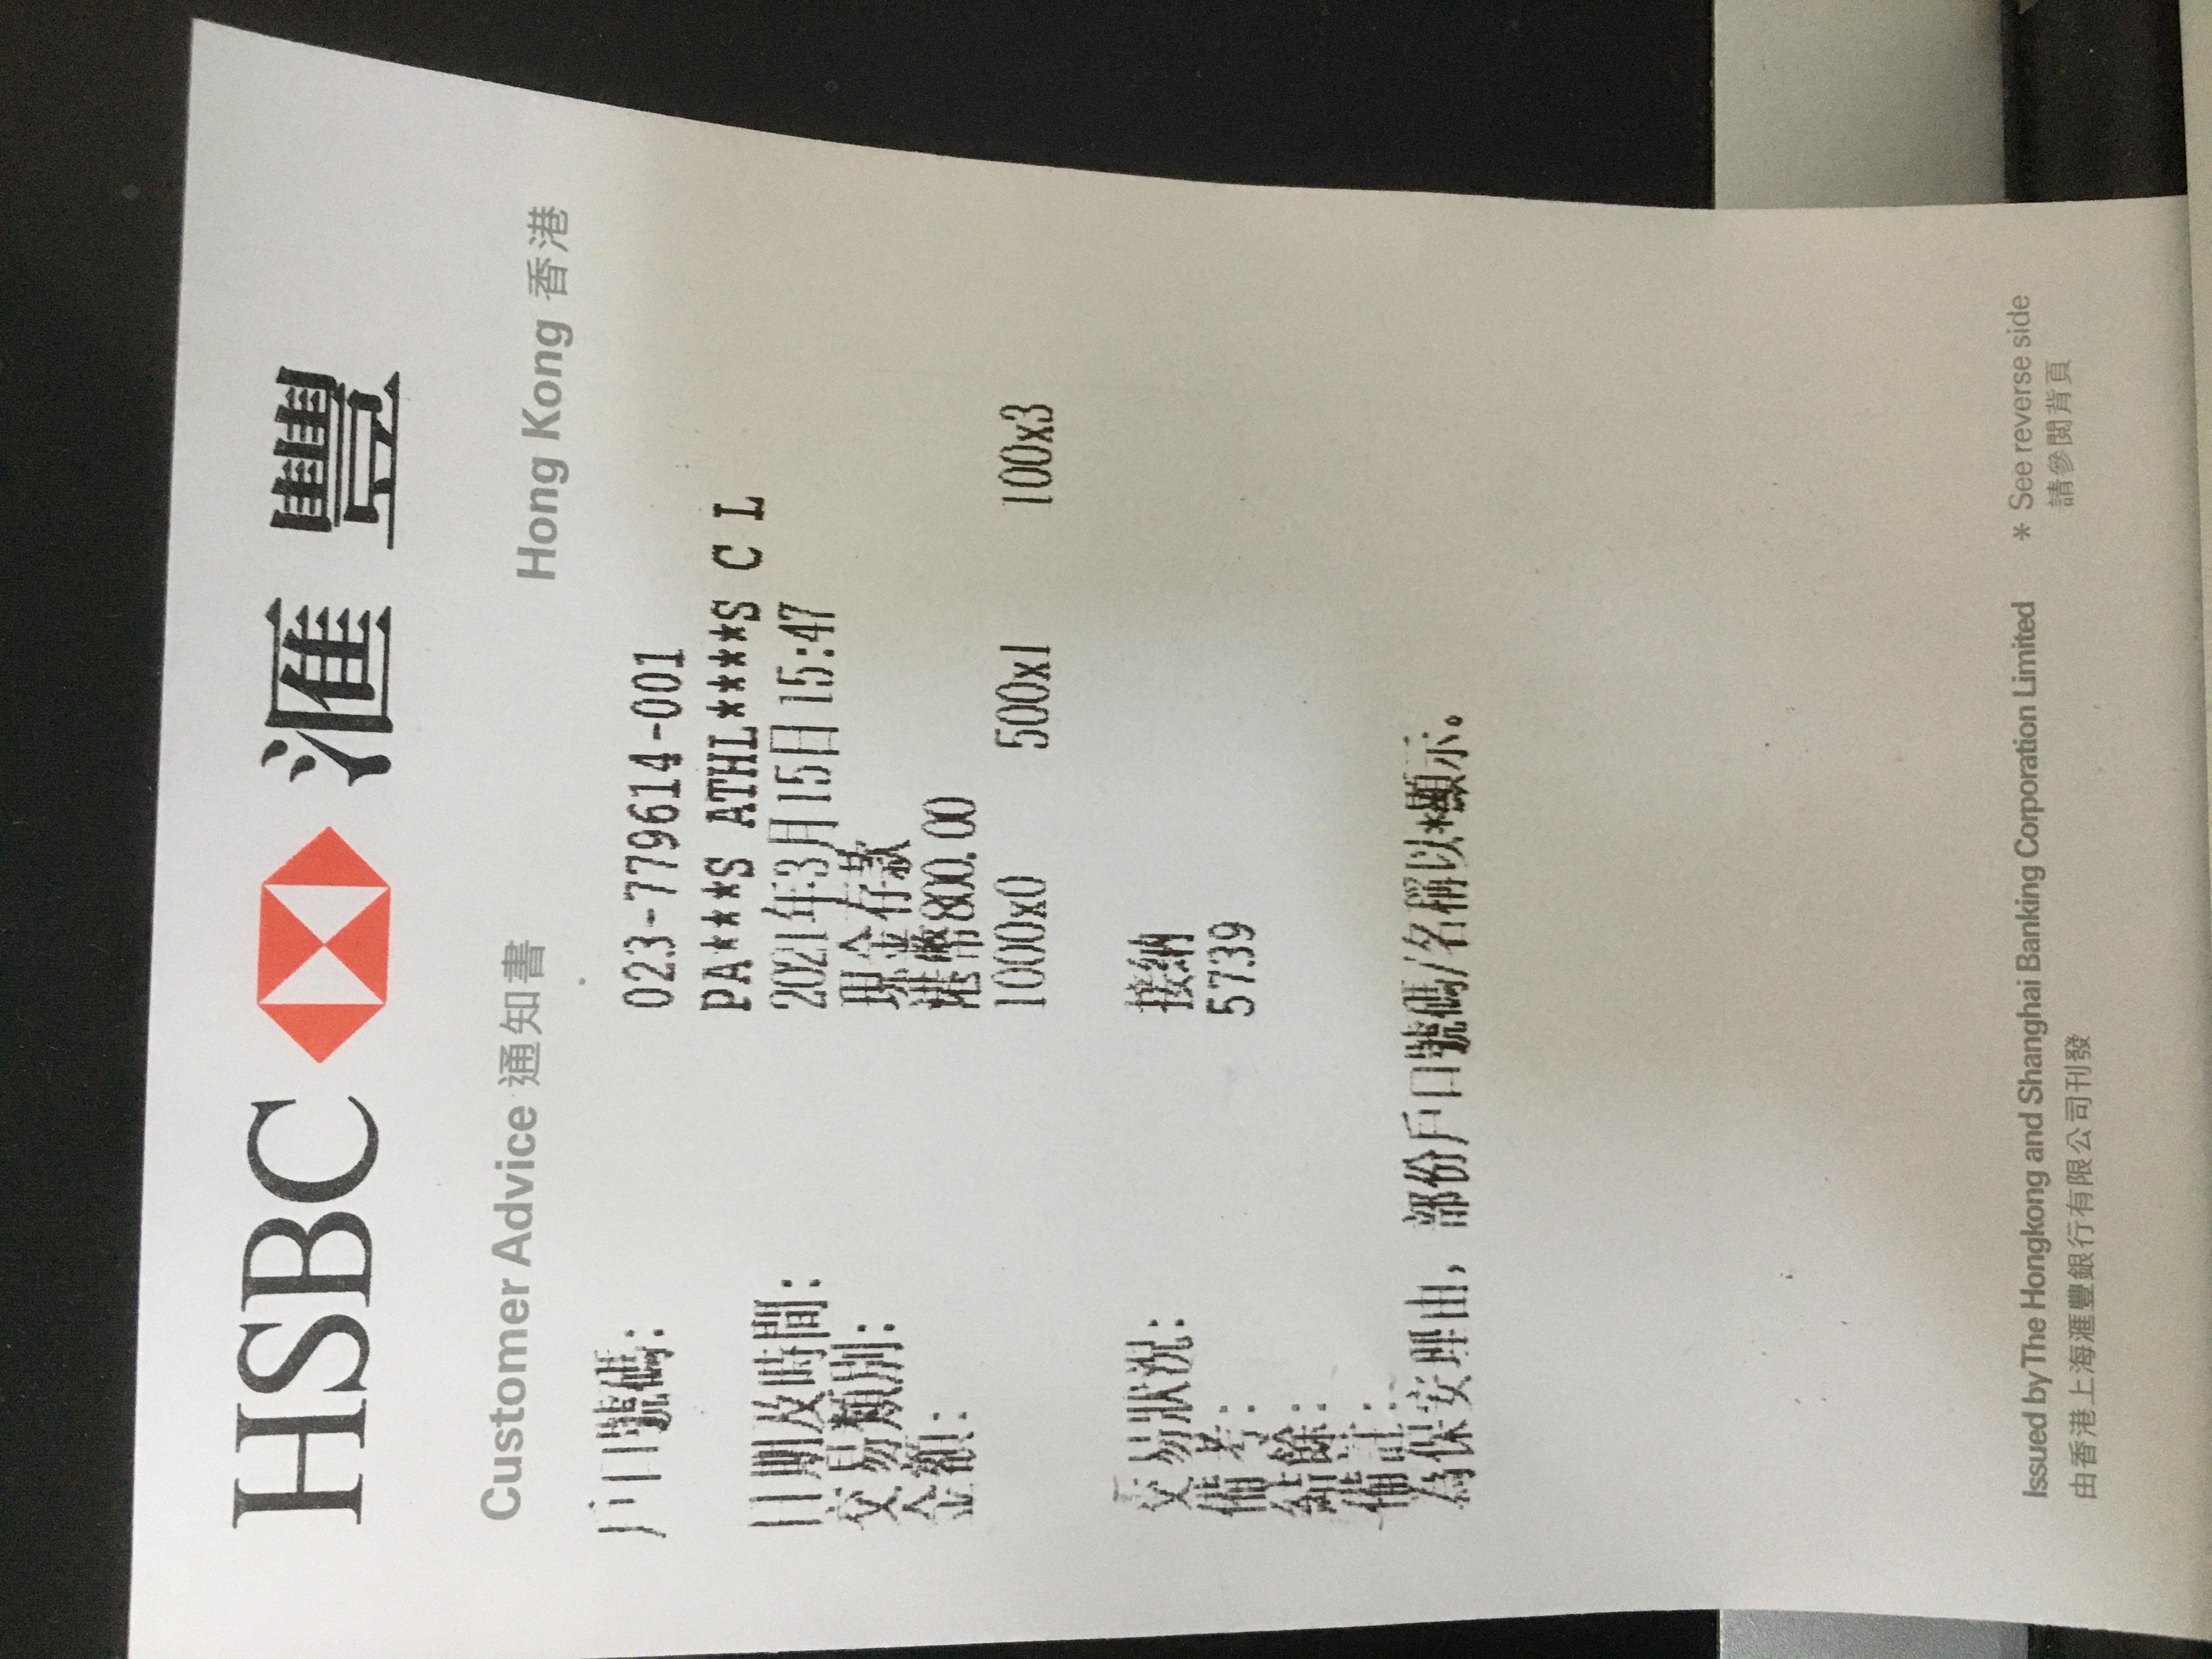 HSBC 滙豐
Customer Advice 通知書 Hong Kong 香港
戶口號碼: 023-779614-001
PA****S ATHL*****S C L
日期及時間: 2021年3月15日 15:47
交易類別: 現金存款
金額: 港幣800.00
1000x0 500x1 100x3
交易狀況: 接納
備考: 5739
結餘:
備註:
為保安理由，部份戶口號碼/名稱以*顯示。
Issued by The Hongkong and Shanghai Banking Corporation Limited * See reverse side
由香港上海滙豐銀行有限公司刊發 請參閱背頁